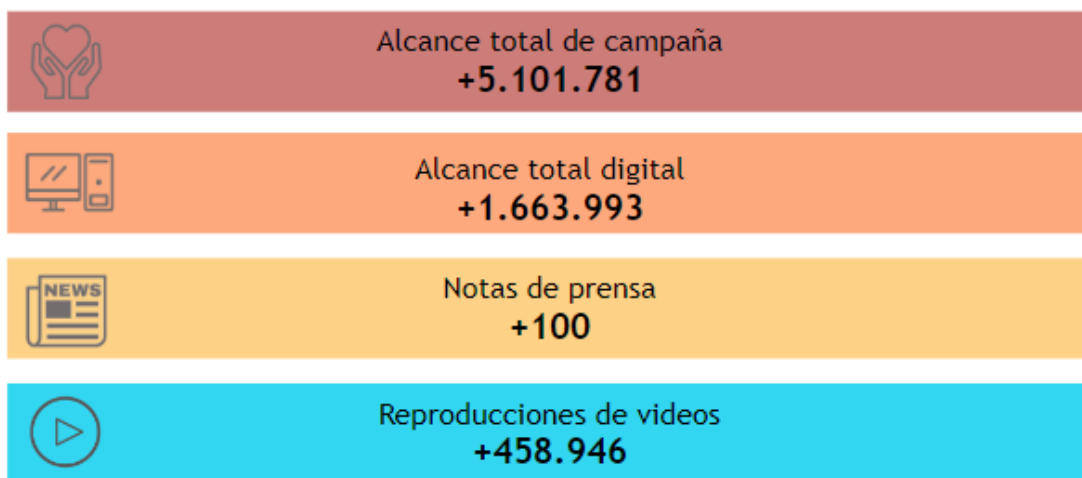 Alcance total de campaña
+5.101.781
Alcance total digital
+1.663.993
NEWS
Notas de prensa
+100
Reproducciones de videos
+458.946